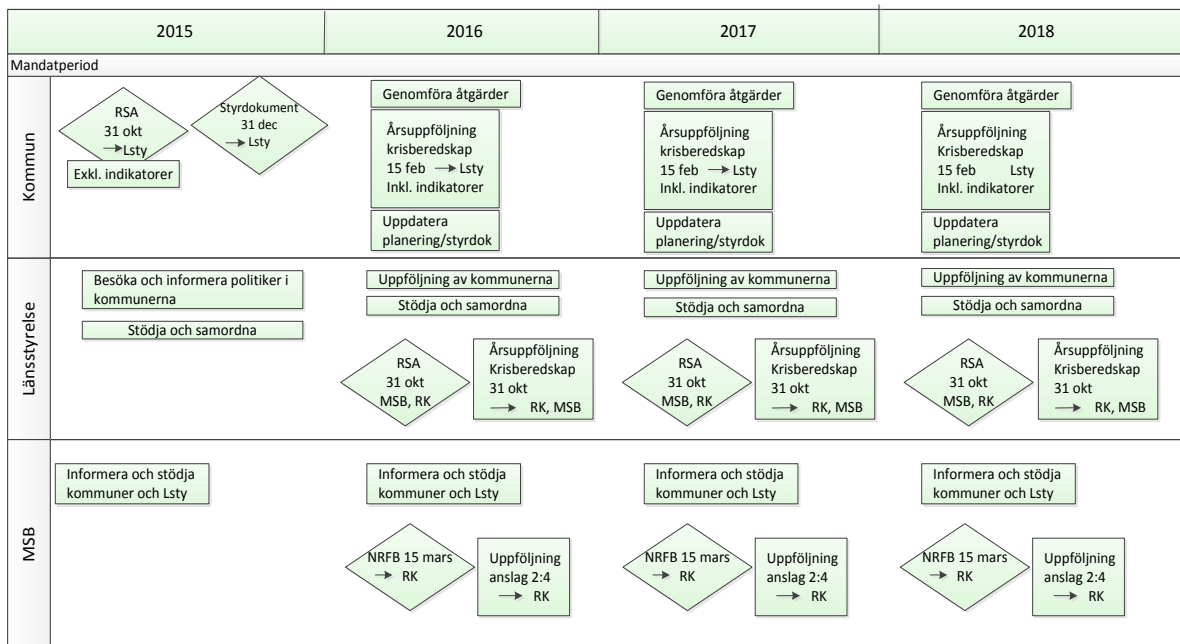 2015
2016
2017
2018
Mandatperiod
Kommun
RSA
31 okt
→Lsty
Exkl. indikatorer
Styrdokument
31 dec
→ Lsty
Genomföra åtgärder
Årsuppföljning
krisberedskap
15 feb → Lsty
Inkl. indikatorer
Uppdatera
planering/styrdok
Genomföra åtgärder
Årsuppföljning
Krisberedskap
15 feb → Lsty
Inkl. indikatorer
Uppdatera
planering/styrdok
Genomföra åtgärder
Årsuppföljning
Krisberedskap
15 feb Lsty
Inkl. indikatorer
Uppdatera
planering/styrdok
Länsstyrelse
Besöka och informera politiker i
kommunerna
Stödja och samordna
Uppföljning av kommunerna
Stödja och samordna
RSA
31 okt
MSB, RK
Årsuppföljning
Krisberedskap
31 okt
→ RK, MSB
Uppföljning av kommunerna
Stödja och samordna
RSA
31 okt
MSB, RK
Årsuppföljning
Krisberedskap
31 okt
→ RK, MSB
Uppföljning av kommunerna
Stödja och samordna
RSA
31 okt
MSB, RK
Årsuppföljning
Krisberedskap
31 okt
→ RK, MSB
MSB
Informera och stödja
kommuner och Lsty
Informera och stödja
kommuner och Lsty
NRFB 15 mars
→ RK
Uppföljning
anslag 2:4
→ RK
Informera och stödja
kommuner och Lsty
NRFB 15 mars
→ RK
Uppföljning
anslag 2:4
→ RK
Informera och stödja
kommuner och Lsty
NRFB 15 mars
→ RK
Uppföljning
anslag 2:4
→ RK